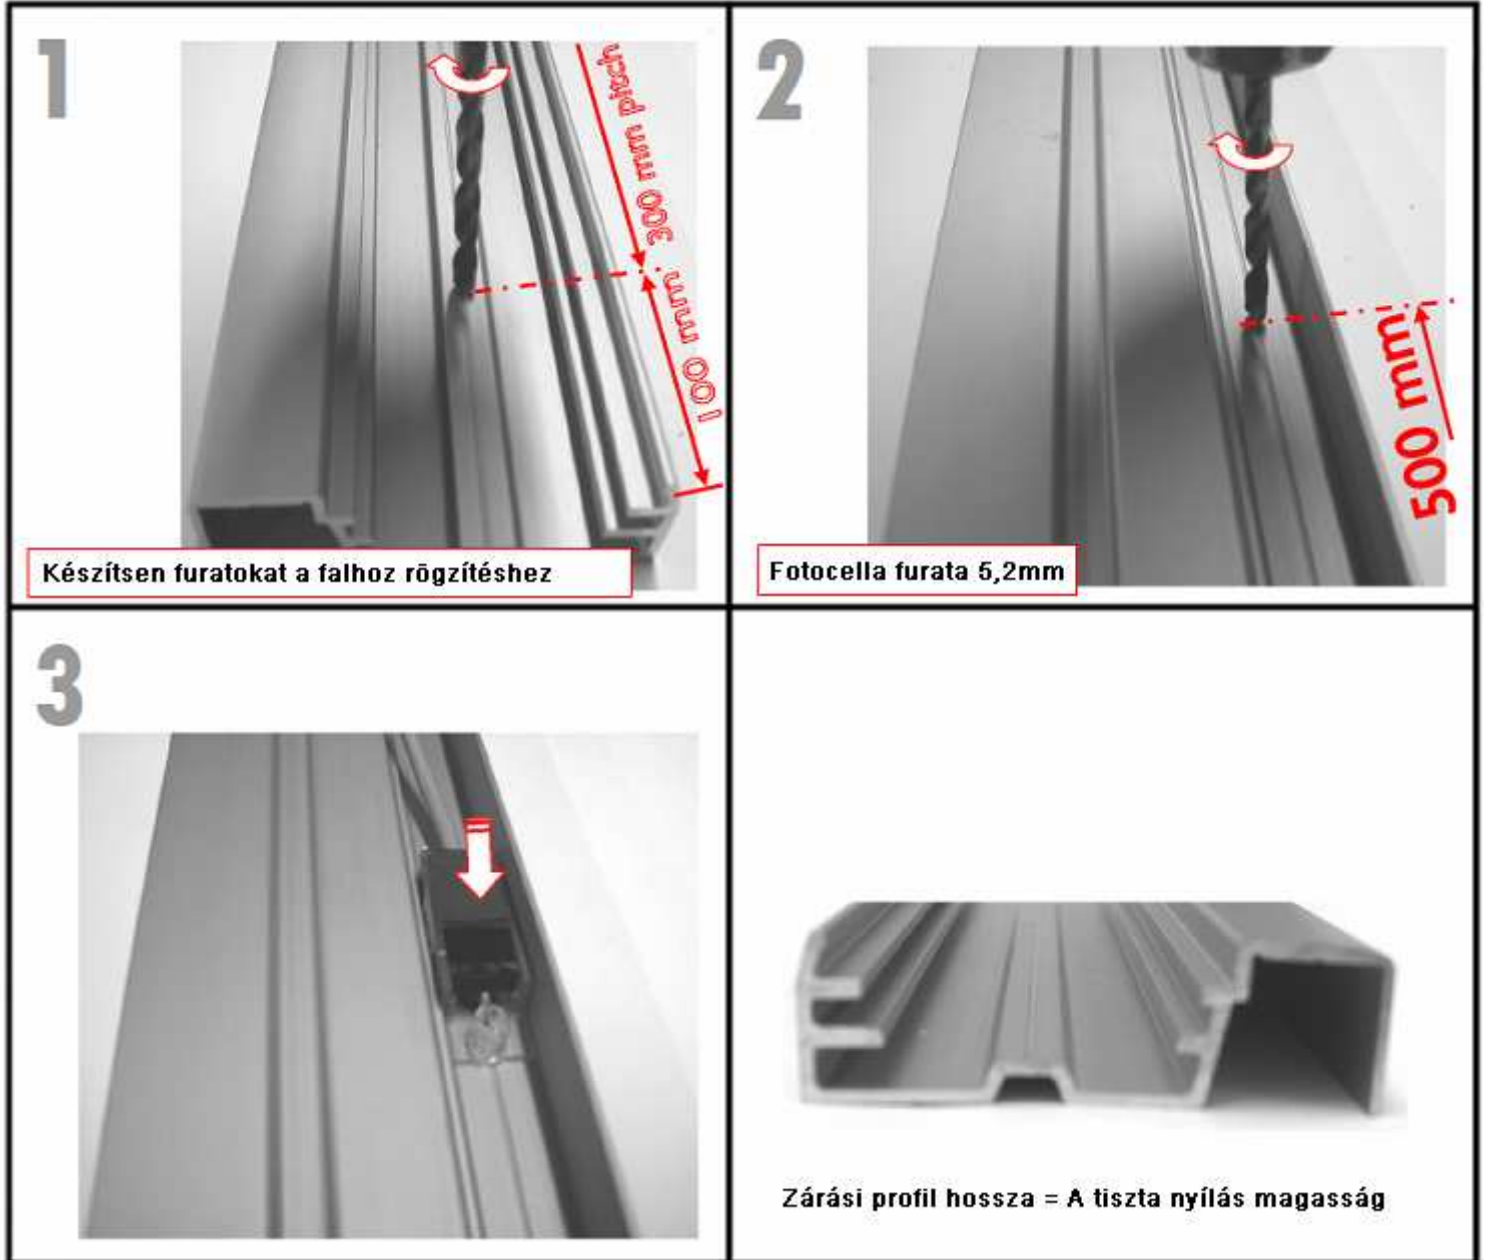 1
300 mm pitch
100 mm
Készítsen furatokat a falhoz rögzítéshez
2
500 mm
Fotocella furata 5,2mm
3
Zárási profil hossza = A tiszta nyílás magasság